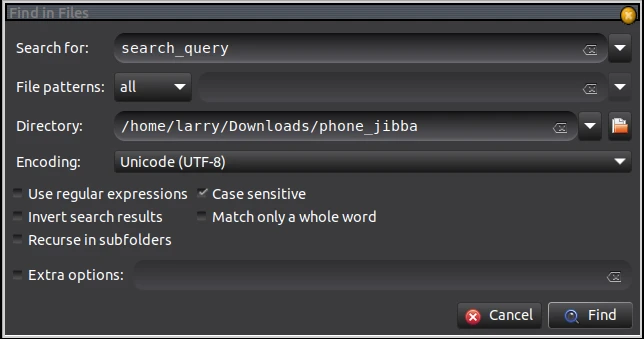 Find in Files
Search for: search_query
File patterns: all
Directory: /home/larry/Downloads/phone_jibba
Encoding: Unicode (UTF-8)
Use regular expressions Case sensitive
Invert search results Match only a whole word
Recurse in subfolders
Extra options:
Cancel Find